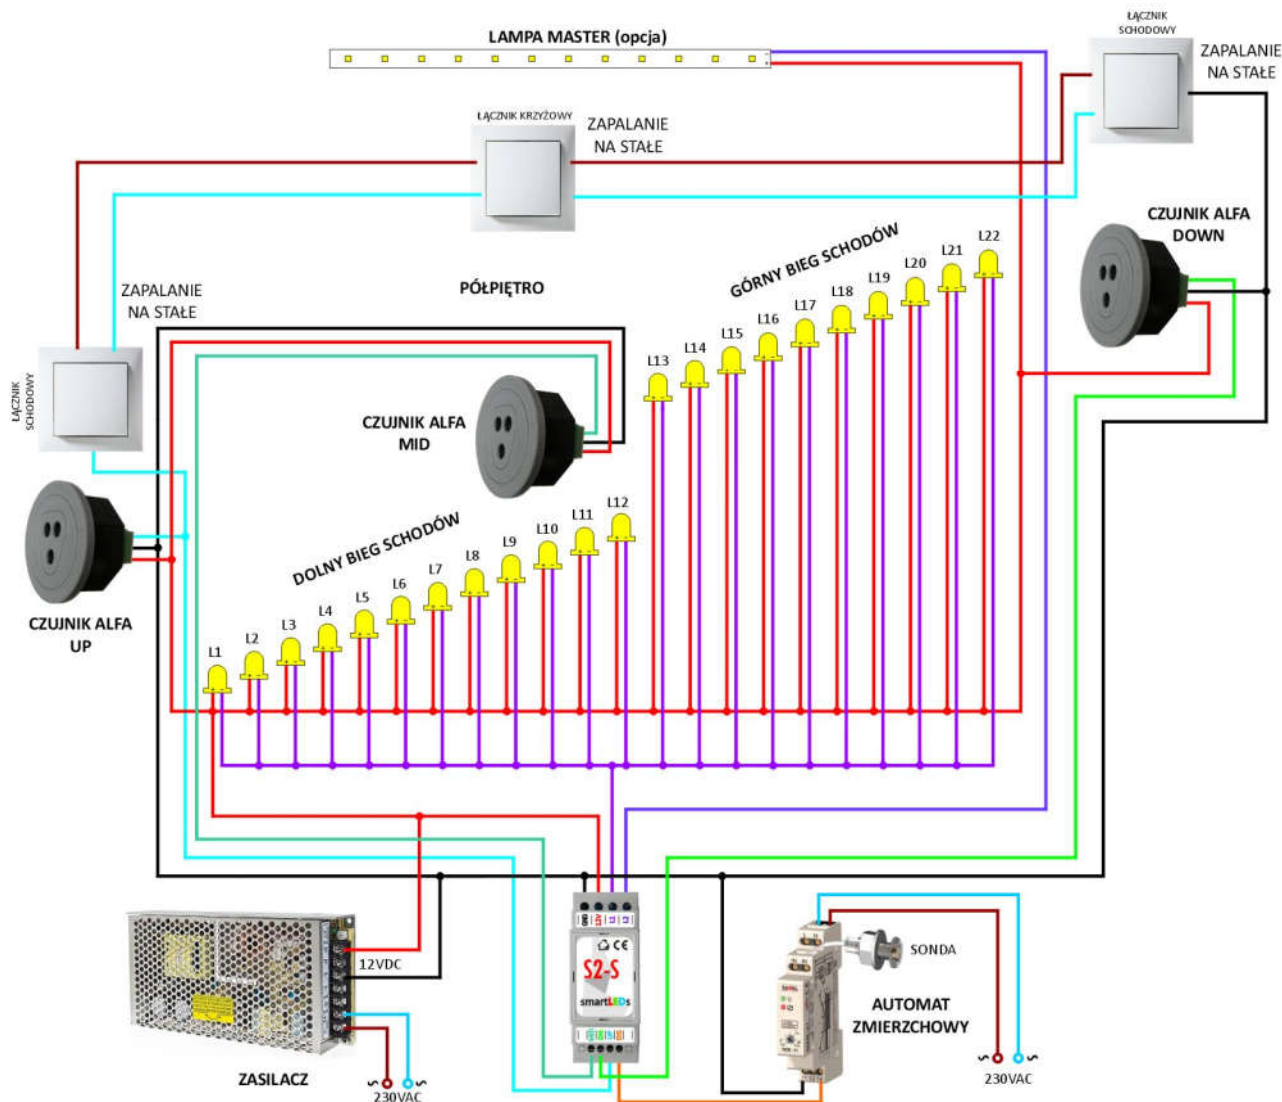 LAMPA MASTER (opcja)
ŁĄCZNIK
SCHODOWY
ZAPALANIE
NA STAŁE
ŁĄCZNIK KRZYŻOWY
ZAPALANIE
NA STAŁE
CZUJNIK ALFA
DOWN
ZAPALANIE
NA STAŁE
PÓŁPIĘTRO
GÓRNY BIEG SCHODÓW
L13
L14
L15
L16
L17
L18
L19
L20
L21
L22
ŁĄCZNIK
SCHODOWY
CZUJNIK ALFA
MID
CZUJNIK ALFA
UP
DOLNY BIEG SCHODÓW
L1
L2
L3
L4
L5
L6
L7
L8
L9
L10
L11
L12
12VDC
ZASILACZ
230VAC
GND
L1
CE
S2-S
smartLEDs
SONDA
AUTOMAT
ZMIERZCHOWY
230VAC